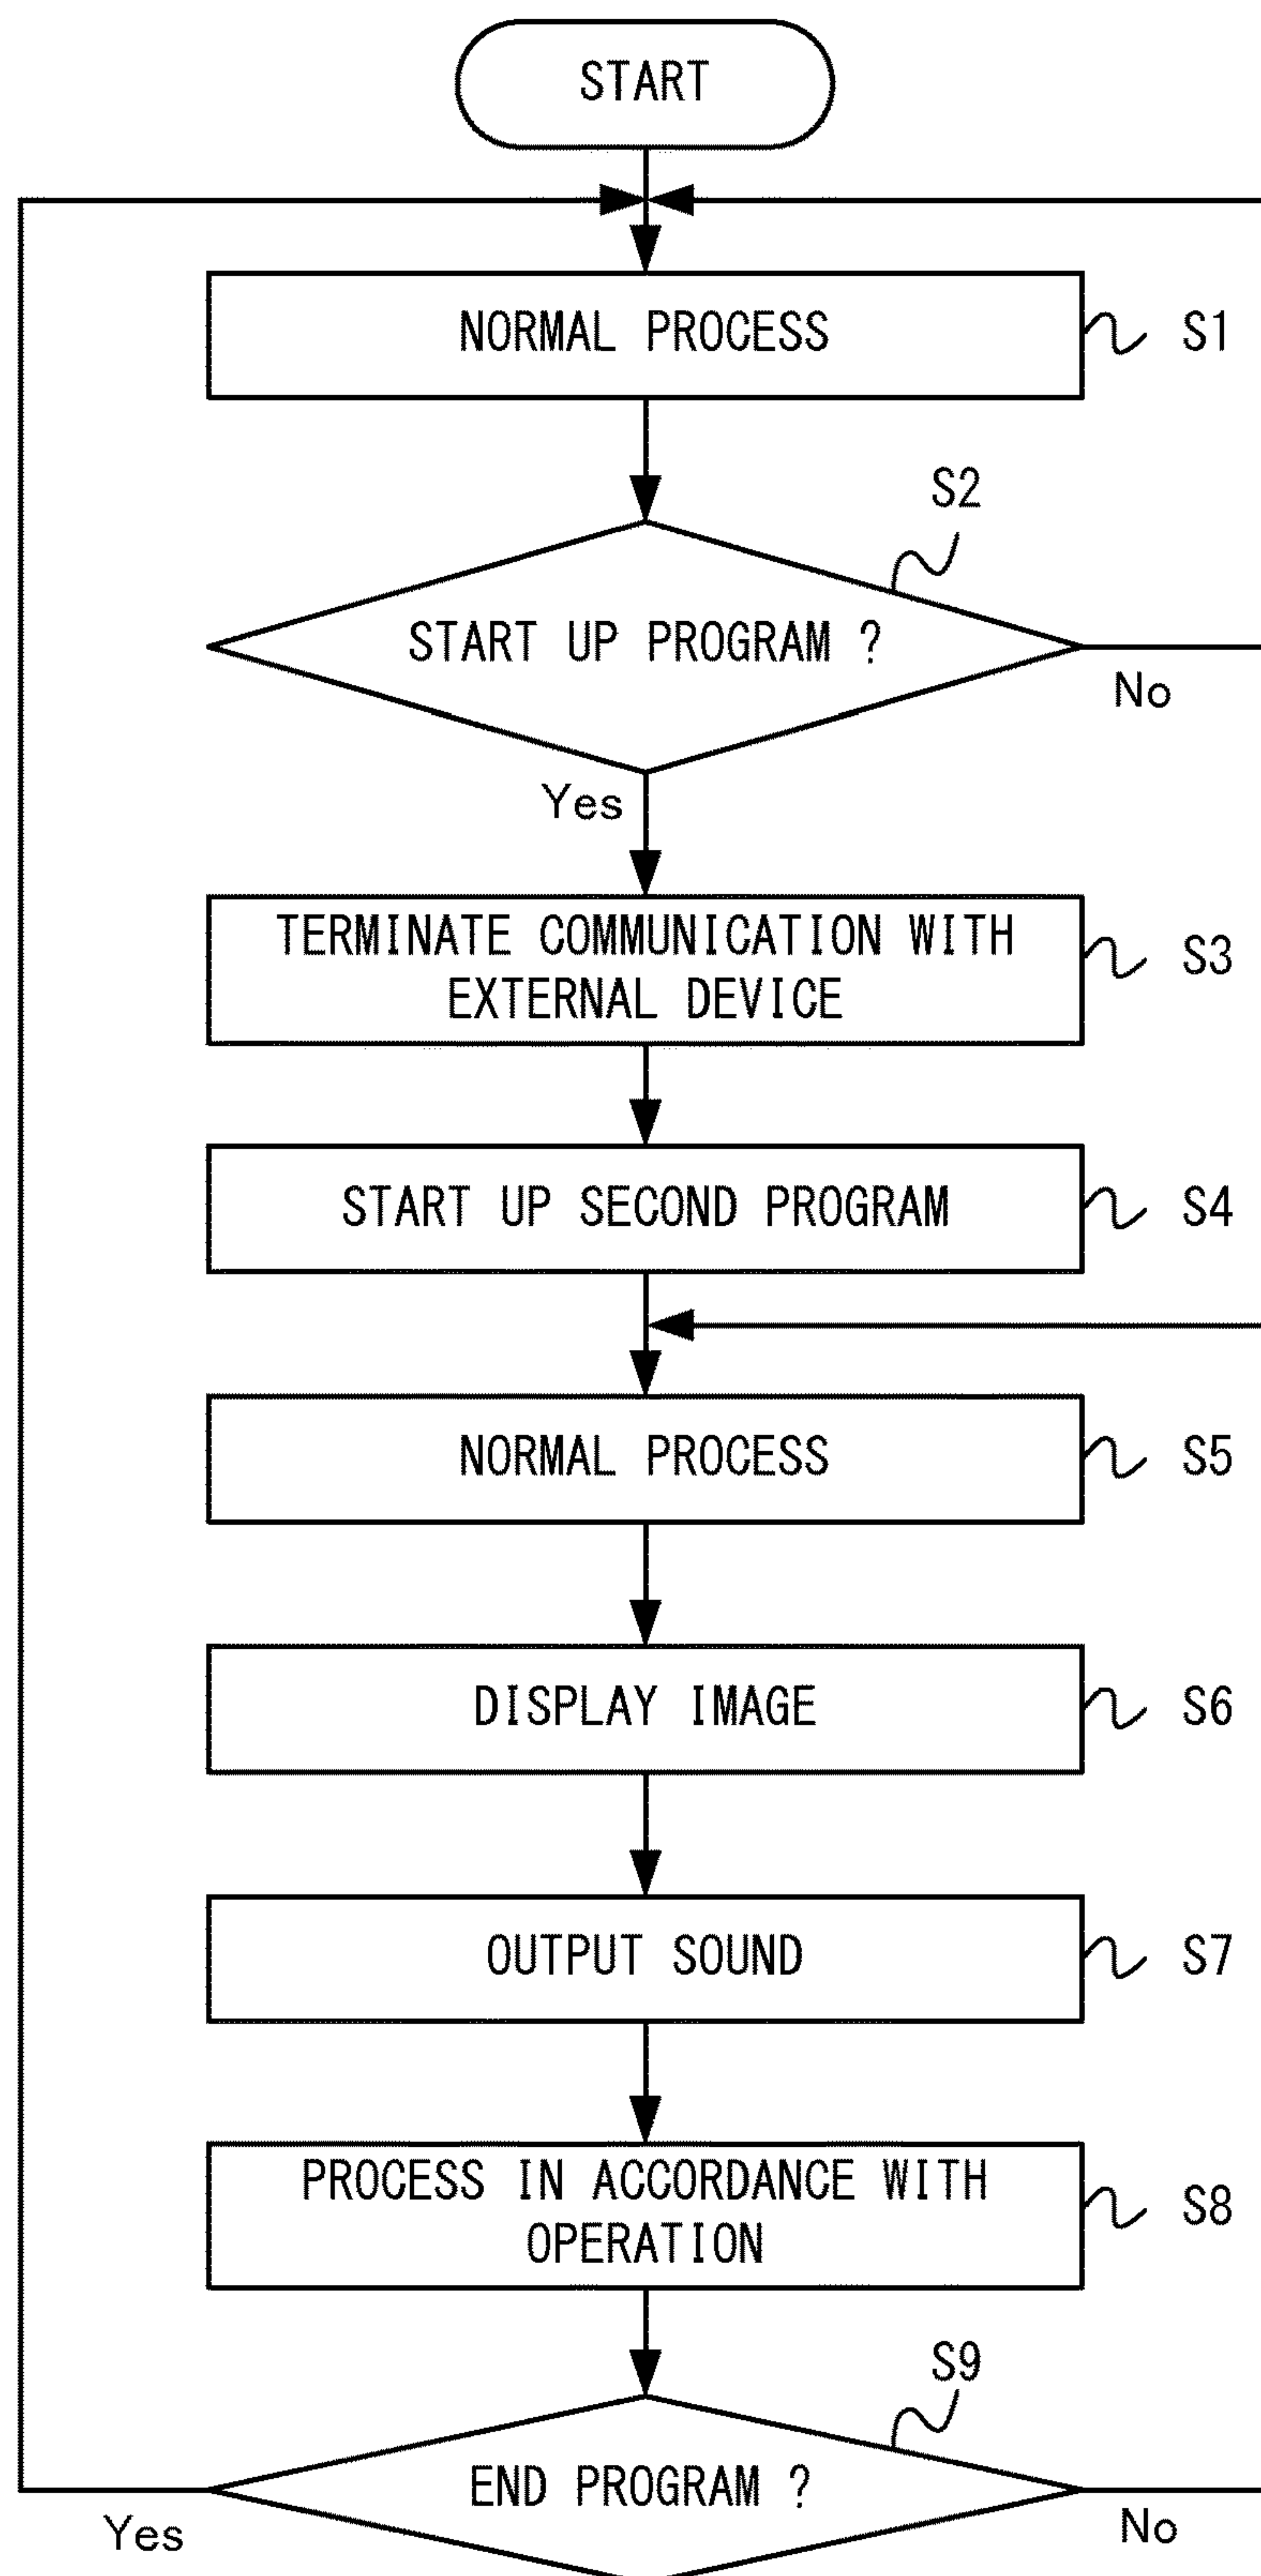 START
NORMAL PROCESS
S1
S2
START UP PROGRAM ?
No
Yes
TERMINATE COMMUNICATION WITH
EXTERNAL DEVICE
S3
START UP SECOND PROGRAM
S4
NORMAL PROCESS
S5
DISPLAY IMAGE
S6
OUTPUT SOUND
S7
PROCESS IN ACCORDANCE WITH
OPERATION
S8
S9
END PROGRAM ?
Yes
No